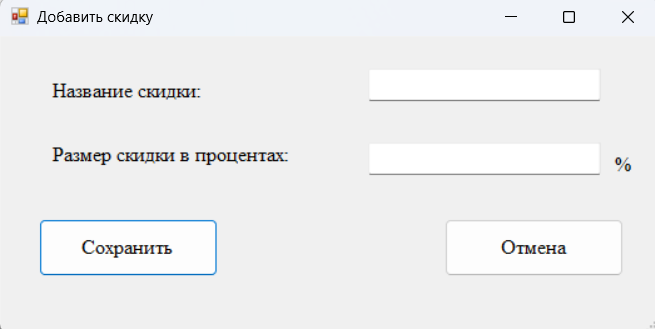 Добавить скидку
Название скидки:
Размер скидки в процентах:
%
Сохранить
Отмена